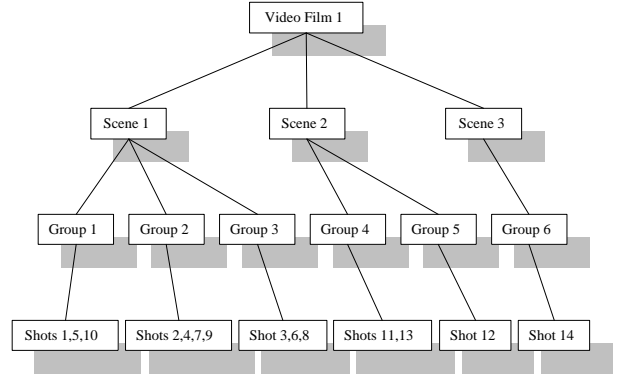 Video Film 1
Scene 1
Scene 2
Scene 3
Group 1
Group 2
Group 3
Group 4
Group 5
Group 6
Shots 1,5,10
Shots 2,4,7,9
Shot 3,6,8
Shots 11,13
Shot 12
Shot 14